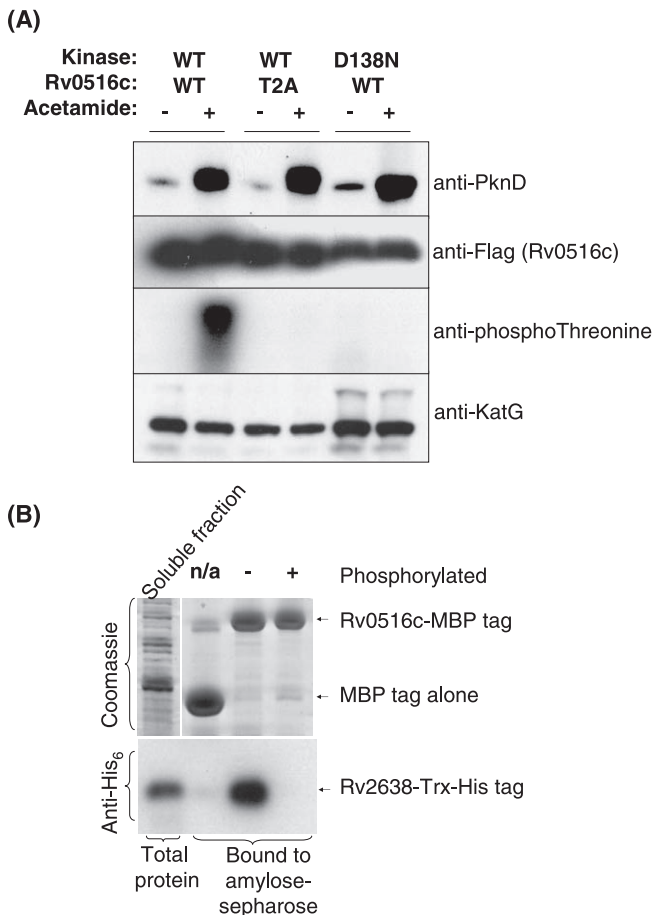 (A)
Kinase: WT WT D138N
Rv0516c: WT T2A WT
Acetamide: - + - + - +
anti-PknD
anti-Flag (Rv0516c)
anti-phosphoThreonine
anti-KatG
(B)
Soluble fraction
n/a - + Phosphorylated
Coomassie
Rv0516c-MBP tag
MBP tag alone
Anti-His6
Rv2638-Trx-His tag
Total protein
Bound to amylose-sepharose